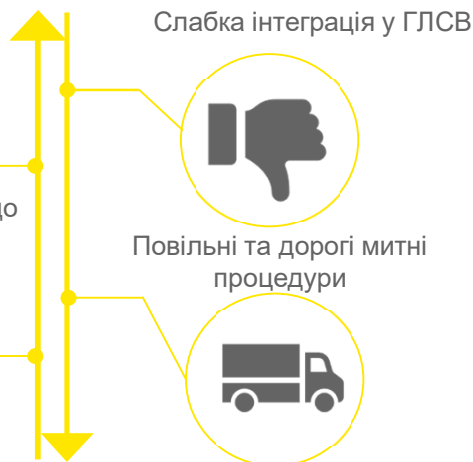 Слабка інтеграція у ГЛСВ
до
Повільні та дорогі митні
процедури